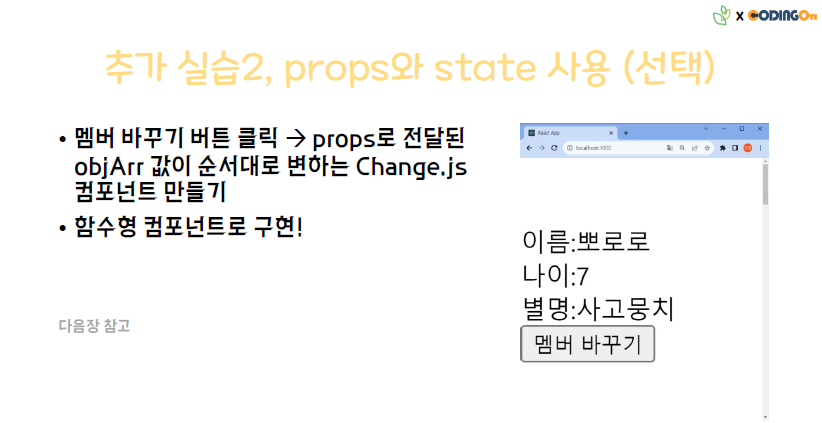 x CODINGOn
추가 실습2, props와 state 사용 (선택)
• 멤버 바꾸기 버튼 클릭 → props로 전달된
objArr 값이 순서대로 변하는 Change.js
컴포넌트 만들기
• 함수형 컴포넌트로 구현!
다음장 참고
React App
localhost:3000
이름:뽀로로
나이:7
별명:사고뭉치
멤버 바꾸기